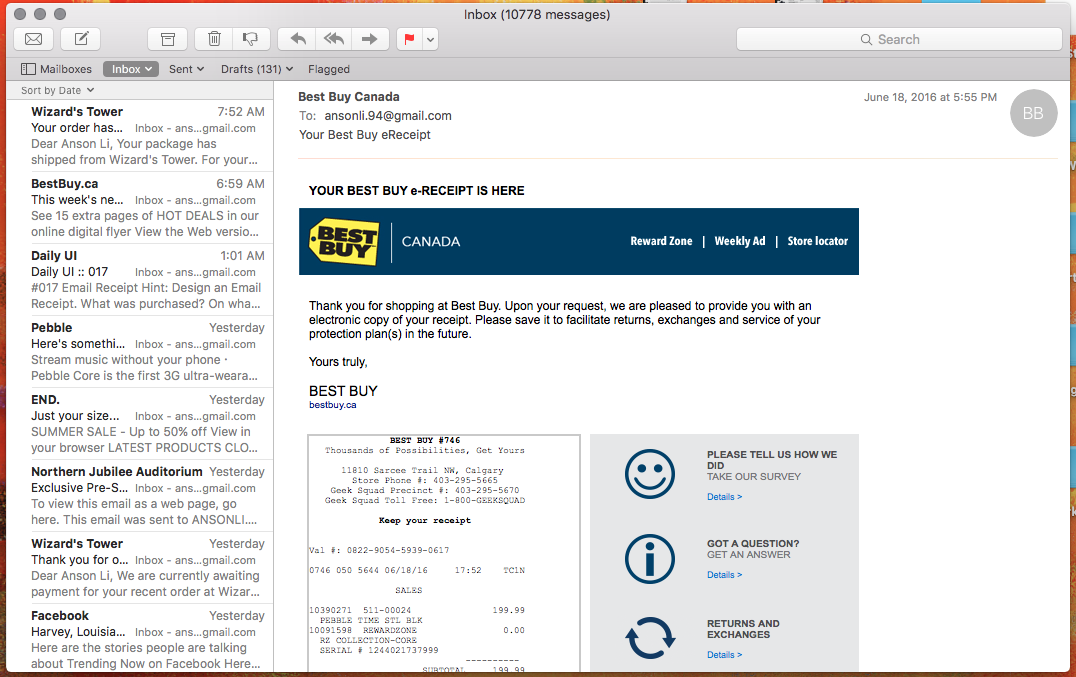 Inbox (10778 messages)
Search
Mailboxes Inbox Sent Drafts (131) Flagged
Sort by Date
Wizard's Tower 7:52 AM
Your order has... Inbox - ans...gmail.com
Dear Anson Li, Your package has
shipped from Wizard's Tower. For your...
BestBuy.ca 6:59 AM
This week's ne... Inbox - ans...gmail.com
See 15 extra pages of HOT DEALS in our
online digital flyer View the Web versio...
Daily UI 1:01 AM
Daily UI :: 017 Inbox - ans...gmail.com
#017 Email Receipt Hint: Design an Email
Receipt. What was purchased? On wha...
Pebble Yesterday
Here's somethi... Inbox - ans...gmail.com
Stream music without your phone ·
Pebble Core is the first 3G ultra-weara...
END. Yesterday
Just your size... Inbox - ans...gmail.com
SUMMER SALE - Up to 50% off View in
your browser LATEST PRODUCTS CLO...
Northern Jubilee Auditorium Yesterday
Exclusive Pre-S... Inbox - ans...gmail.com
To view this email as a web page, go
here. This email was sent to ANSONLI....
Wizard's Tower Yesterday
Thank you for o... Inbox - ans...gmail.com
Dear Anson Li, We are currently awaiting
payment for your recent order at Wizar...
Facebook Yesterday
Harvey, Louisia... Inbox - ans...gmail.com
Here are the stories people are talking
about Trending Now on Facebook Here...
Best Buy Canada June 18, 2016 at 5:55 PM
BB
To: ansonli.94@gmail.com
Your Best Buy eReceipt
YOUR BEST BUY e-RECEIPT IS HERE
BEST
BUY
CANADA
Reward Zone | Weekly Ad | Store locator
Thank you for shopping at Best Buy. Upon your request, we are pleased to provide you with an
electronic copy of your receipt. Please save it to facilitate returns, exchanges and service of your
protection plan(s) in the future.
Yours truly,
BEST BUY
bestbuy.ca
BEST BUY #746
Thousands of Possibilities, Get Yours
11810 Sarcee Trail NW, Calgary
Store Phone #: 403-295-5665
Geek Squad Precinct #: 403-295-5670
Geek Squad Toll Free: 1-800-GEEKSQUAD
Keep your receipt
Val #: 0822-9054-5939-0617
0746 050 5644 06/18/16 17:52 TC1N
SALES
10390271 511-00024 199.99
PEBBLE TIME STL BLK
10091598 REWARDZONE 0.00
RZ COLLECTION-CORE
SERIAL # 1244021737999
----------
SUBTOTAL 199.99
PLEASE TELL US HOW WE
DID
TAKE OUR SURVEY
Details >
GOT A QUESTION?
GET AN ANSWER
Details >
RETURNS AND
EXCHANGES
Details >